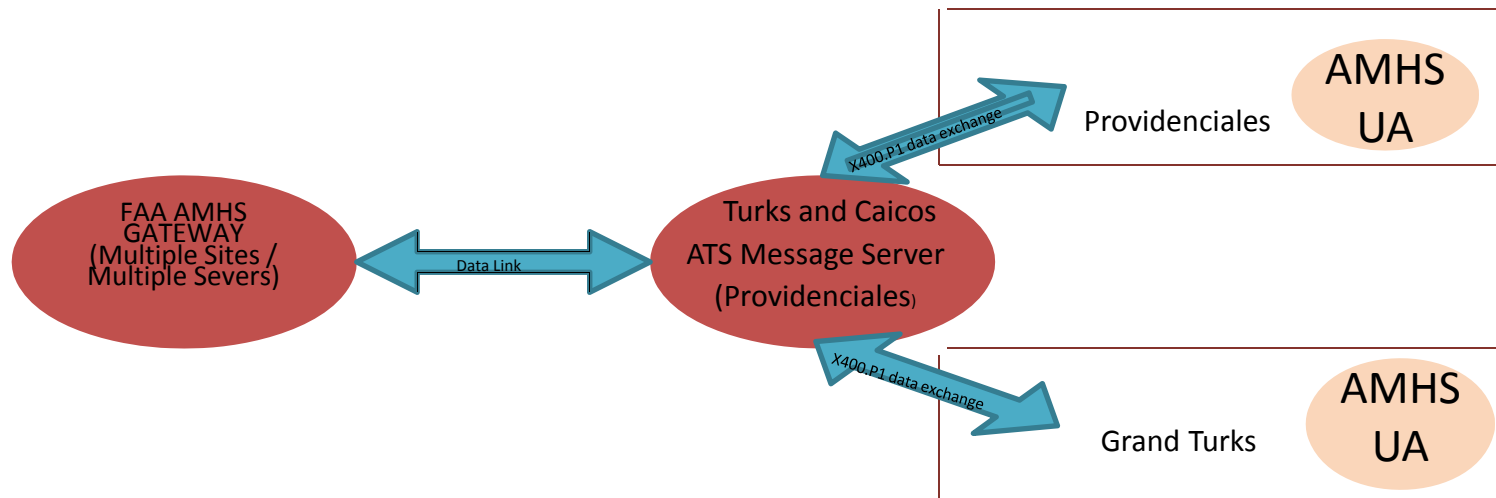 FAA AMHS
GATEWAY
(Multiple Sites /
Multiple Severs)
Data Link
Turks and Caicos
ATS Message Server
(Providenciales)
X400.P1 data exchange
Providenciales
AMHS
UA
X400.P1 data exchange
Grand Turks
AMHS
UA